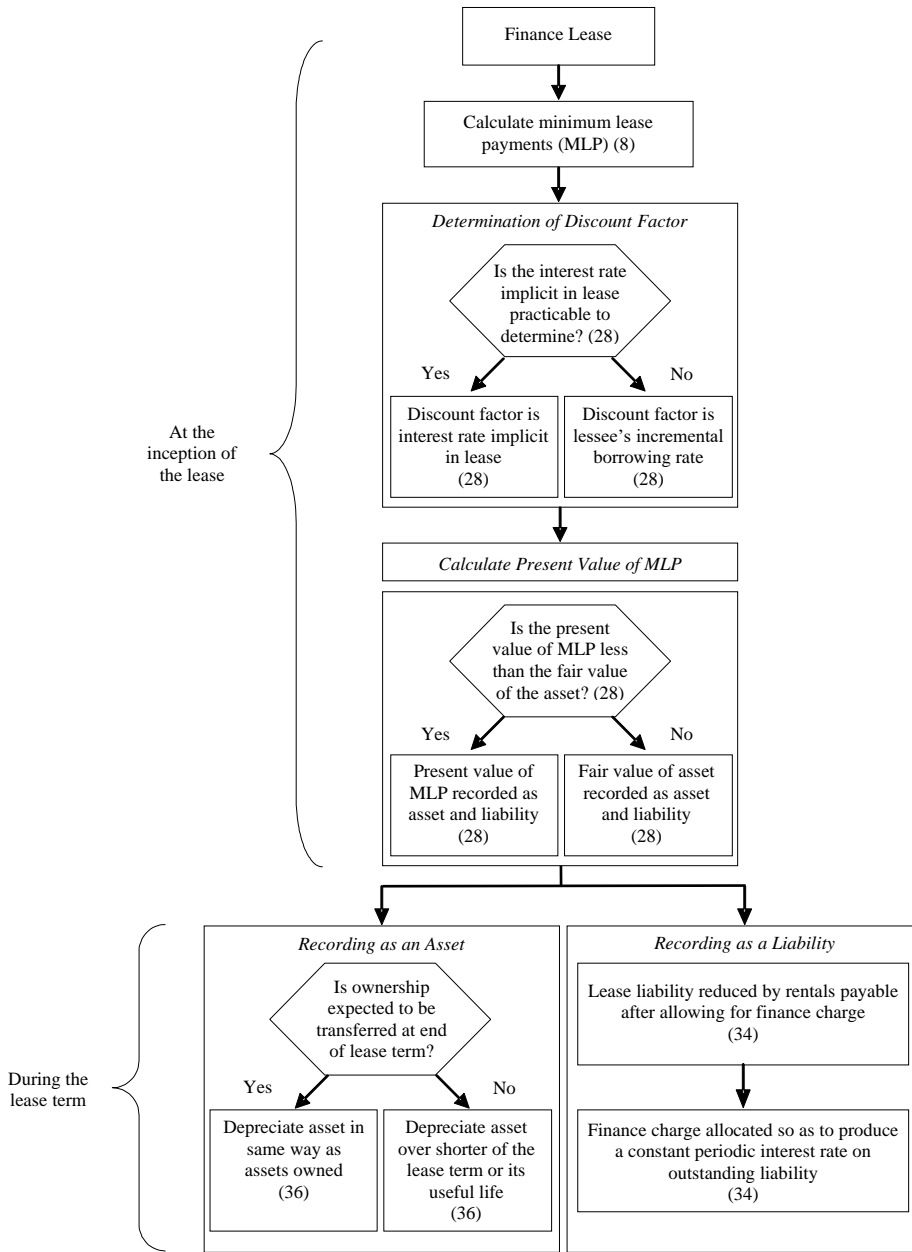 Finance Lease
Calculate minimum lease
payments (MLP) (8)
Determination of Discount Factor
Is the interest rate
implicit in lease
practicable to
determine? (28)
Yes
No
Discount factor is
interest rate implicit
in lease
(28)
Discount factor is
lessee’s incremental
borrowing rate
(28)
At the
inception of
the lease
Calculate Present Value of MLP
Is the present
value of MLP less
than the fair value
of the asset? (28)
Yes
No
Present value of
MLP recorded as
asset and liability
(28)
Fair value of asset
recorded as asset
and liability
(28)
During the
lease term
Recording as an Asset
Is ownership
expected to be
transferred at end
of lease term?
Yes
No
Depreciate asset in
same way as
assets owned
(36)
Depreciate asset
over shorter of the
lease term or its
useful life
(36)
Recording as a Liability
Lease liability reduced by rentals payable
after allowing for finance charge
(34)
Finance charge allocated so as to produce
a constant periodic interest rate on
outstanding liability
(34)